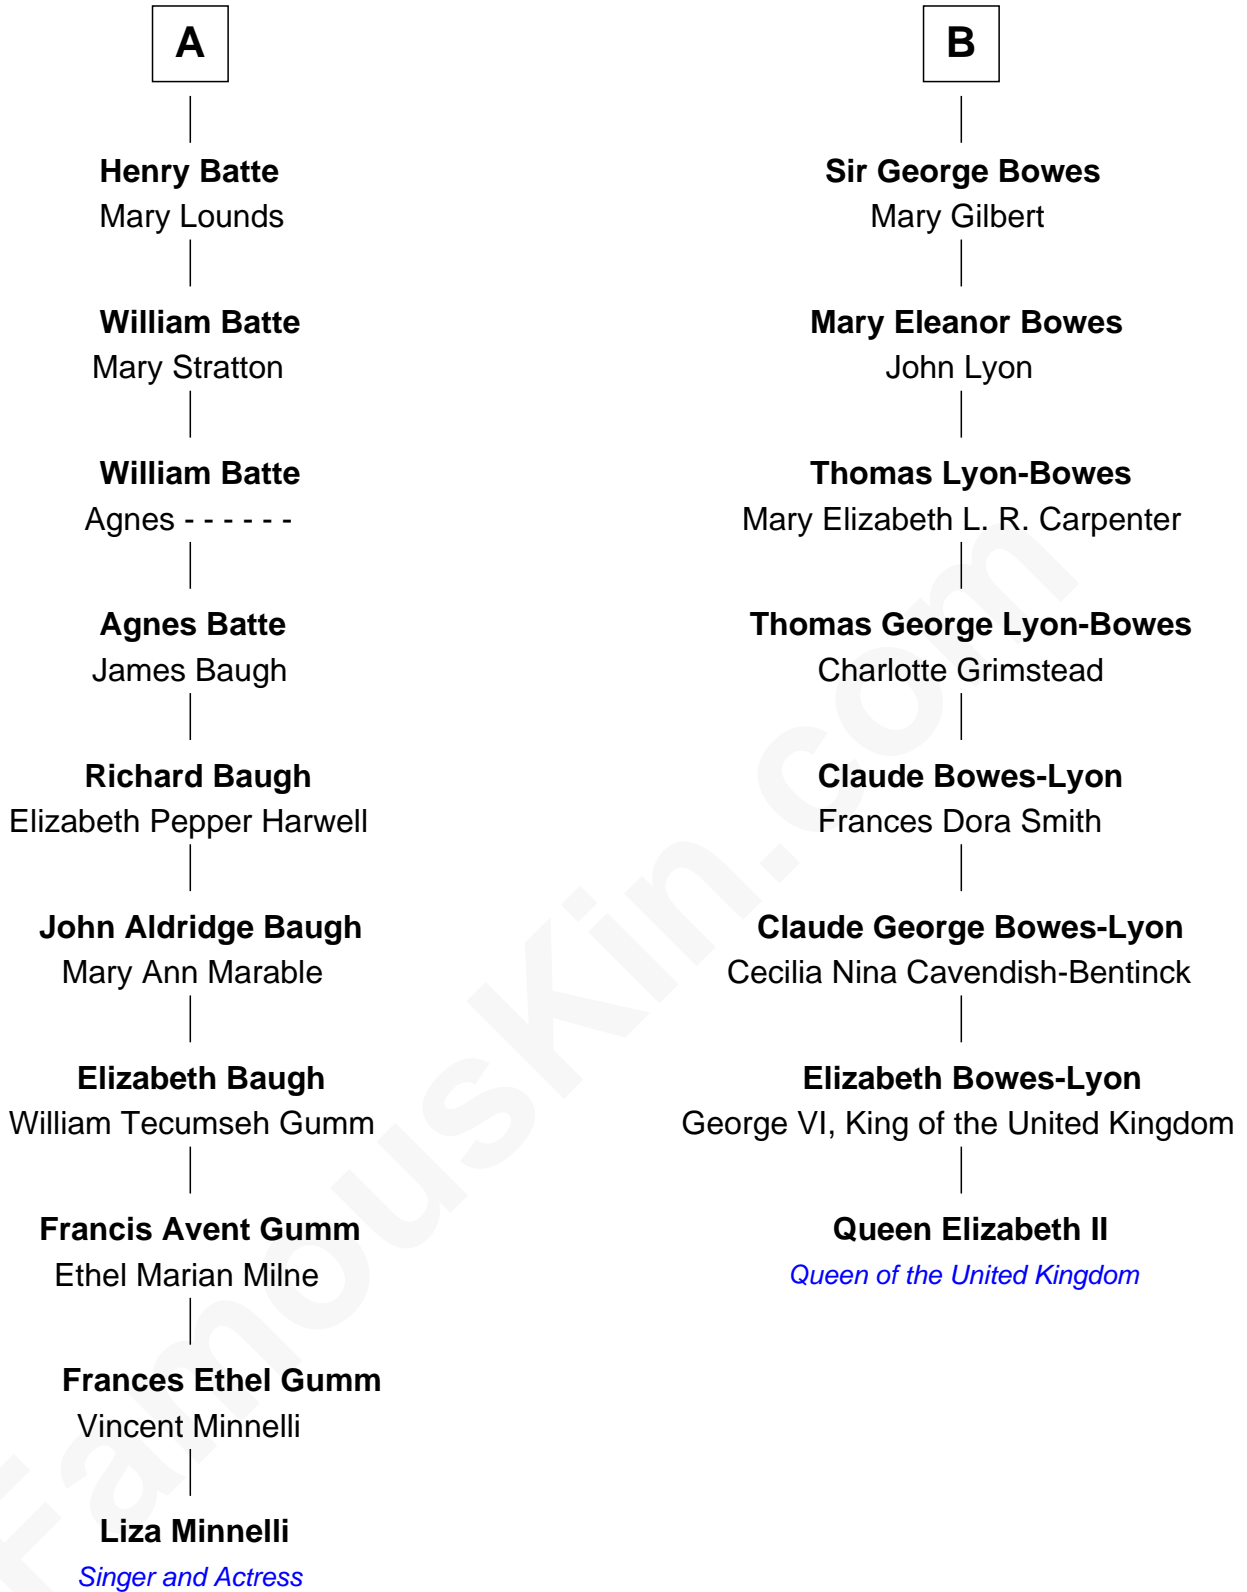 A
Henry Batte
Mary Lounds
William Batte
Mary Stratton
William Batte
Agnes - - - - - -
Agnes Batte
James Baugh
Richard Baugh
Elizabeth Pepper Harwell
John Aldridge Baugh
Mary Ann Marable
Elizabeth Baugh
William Tecumseh Gumm
Francis Avent Gumm
Ethel Marian Milne
Frances Ethel Gumm
Vincent Minnelli
Liza Minnelli
Singer and Actress
B
Sir George Bowes
Mary Gilbert
Mary Eleanor Bowes
John Lyon
Thomas Lyon-Bowes
Mary Elizabeth L. R. Carpenter
Thomas George Lyon-Bowes
Charlotte Grimstead
Claude Bowes-Lyon
Frances Dora Smith
Claude George Bowes-Lyon
Cecilia Nina Cavendish-Bentinck
Elizabeth Bowes-Lyon
George VI, King of the United Kingdom
Queen Elizabeth II
Queen of the United Kingdom
FamousKin.com